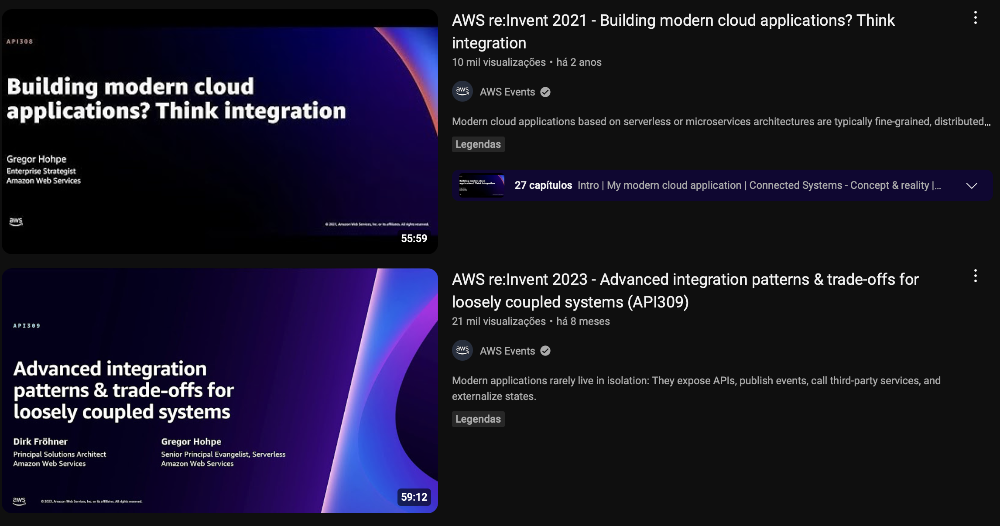 API308
Building modern cloud
applications? Think integration
Gregor Hohpe
Enterprise Strategist
Amazon Web Services
aws
© 2021, Amazon Web Services, Inc. or its affiliates. All rights reserved.
55:59
AWS re:Invent 2021 - Building modern cloud applications? Think
integration
10 mil visualizações • há 2 anos
aws
AWS Events
Modern cloud applications based on serverless or microservices architectures are typically fine-grained, distributed...
Legendas
Building modern cloud
applications? Think integration
27 capítulos Intro | My modern cloud application | Connected Systems - Concept & reality |...
API309
Advanced integration
patterns & trade-offs for
loosely coupled systems
Dirk Fröhner
Principal Solutions Architect
Amazon Web Services
Gregor Hohpe
Senior Principal Evangelist, Serverless
Amazon Web Services
aws
© 2023, Amazon Web Services, Inc. or its affiliates. All rights reserved.
59:12
AWS re:Invent 2023 - Advanced integration patterns & trade-offs for
loosely coupled systems (API309)
21 mil visualizações • há 8 meses
aws
AWS Events
Modern applications rarely live in isolation: They expose APIs, publish events, call third-party services, and
externalize states.
Legendas